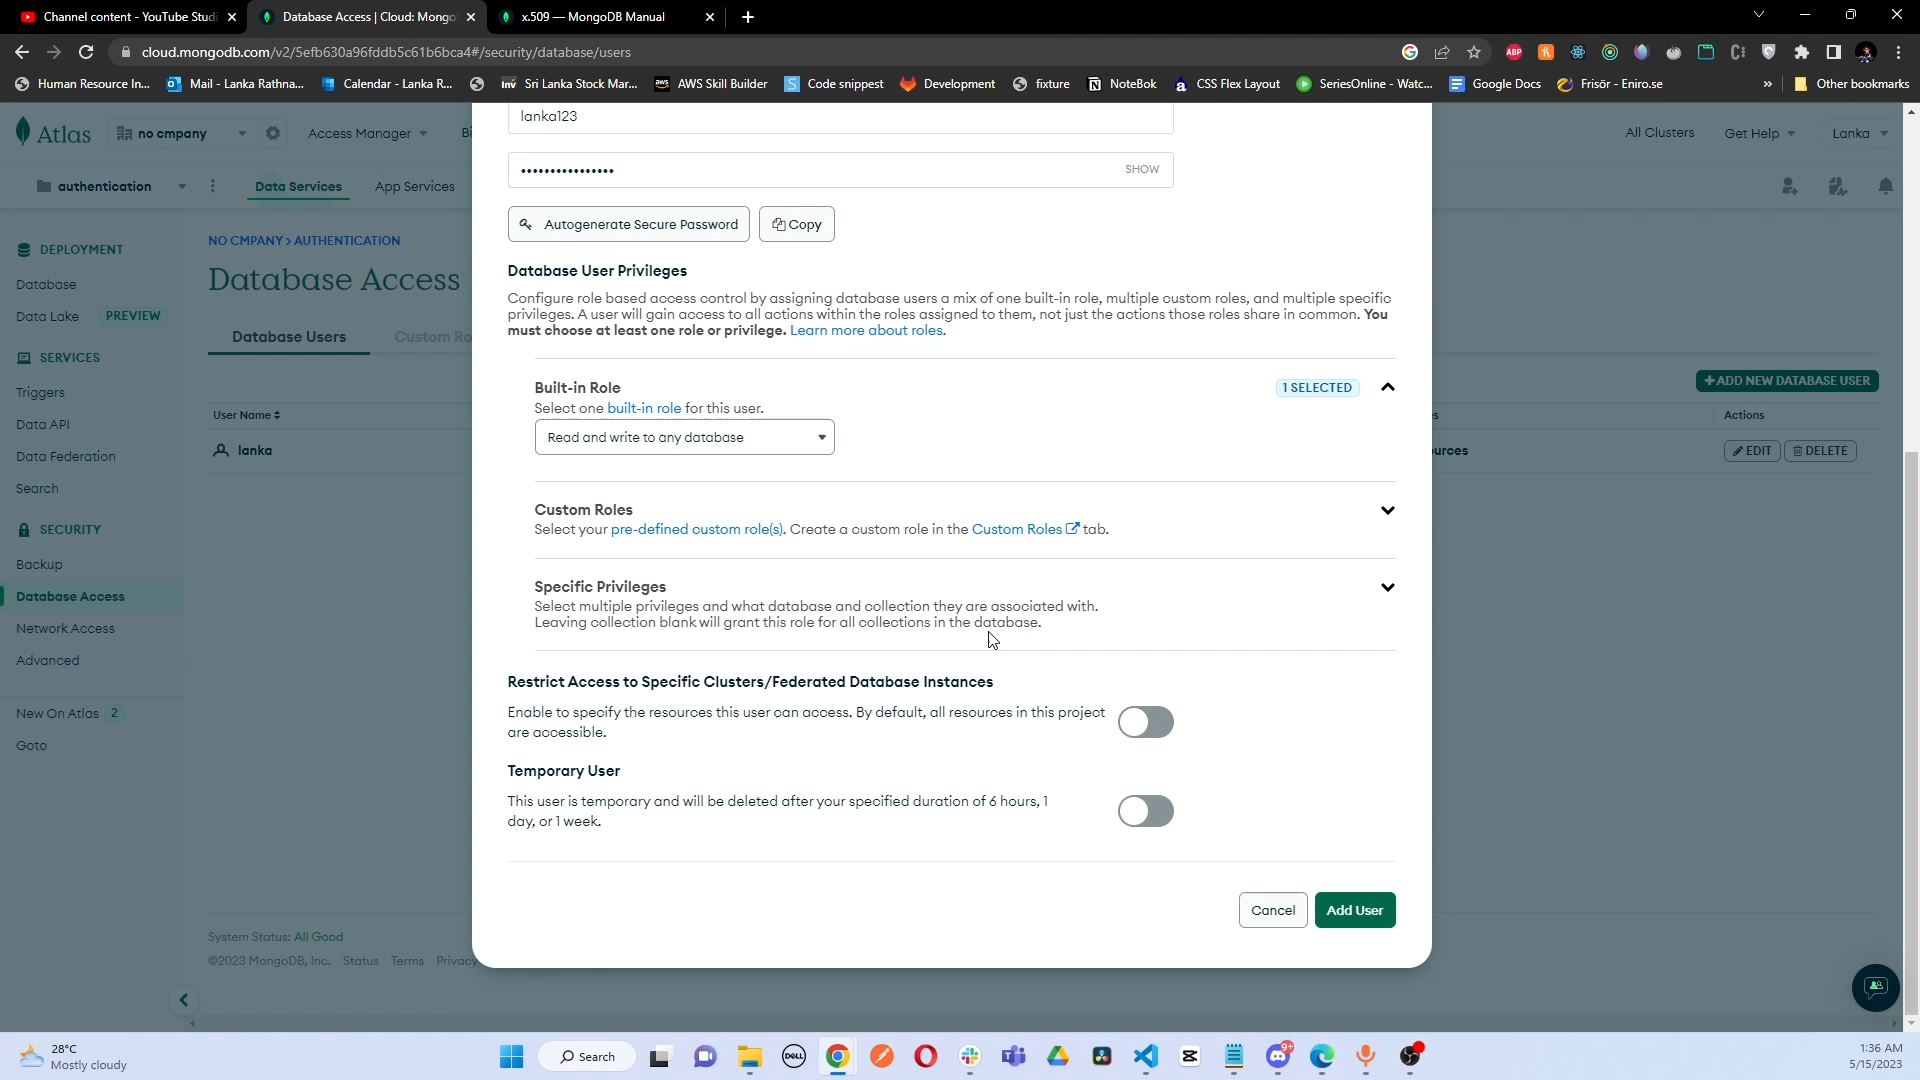 Channel content - YouTube Studi
Database Access | Cloud: Mongo
x.509 — MongoDB Manual
cloud.mongodb.com/v2/5efb630a96fddb5c61b6bca4#/security/database/users
Human Resource In...
Mail - Lanka Rathna...
Calendar - Lanka R...
Inv Sri Lanka Stock Mar...
aws AWS Skill Builder
Code snippest
Development
fixture
NoteBok
CSS Flex Layout
SeriesOnline - Watc...
Google Docs
Frisör - Eniro.se
Other bookmarks
Atlas
no cmpany
Access Manager
Bi
All Clusters
Get Help
Lanka
authentication
Data Services
App Services
DEPLOYMENT
Database
Data Lake PREVIEW
SERVICES
Triggers
Data API
Data Federation
Search
SECURITY
Backup
Database Access
Network Access
Advanced
New On Atlas 2
Goto
NO CMPANY > AUTHENTICATION
Database Access
Database Users
Custom Ro
User Name
lanka
System Status: All Good
©2023 MongoDB, Inc. Status Terms Privacy
lanka123
••••••••••••••••
SHOW
Autogenerate Secure Password
Copy
Database User Privileges
Configure role based access control by assigning database users a mix of one built-in role, multiple custom roles, and multiple specific
privileges. A user will gain access to all actions within the roles assigned to them, not just the actions those roles share in common. You
must choose at least one role or privilege. Learn more about roles.
Built-in Role
1 SELECTED
Select one built-in role for this user.
Read and write to any database
Custom Roles
Select your pre-defined custom role(s). Create a custom role in the Custom Roles tab.
Specific Privileges
Select multiple privileges and what database and collection they are associated with.
Leaving collection blank will grant this role for all collections in the database.
Restrict Access to Specific Clusters/Federated Database Instances
Enable to specify the resources this user can access. By default, all resources in this project
are accessible.
Temporary User
This user is temporary and will be deleted after your specified duration of 6 hours, 1
day, or 1 week.
Cancel
Add User
+ ADD NEW DATABASE USER
s
Actions
urces
EDIT
DELETE
28°C
Mostly cloudy
Search
DELL
9+
1:36 AM
5/15/2023
ABP